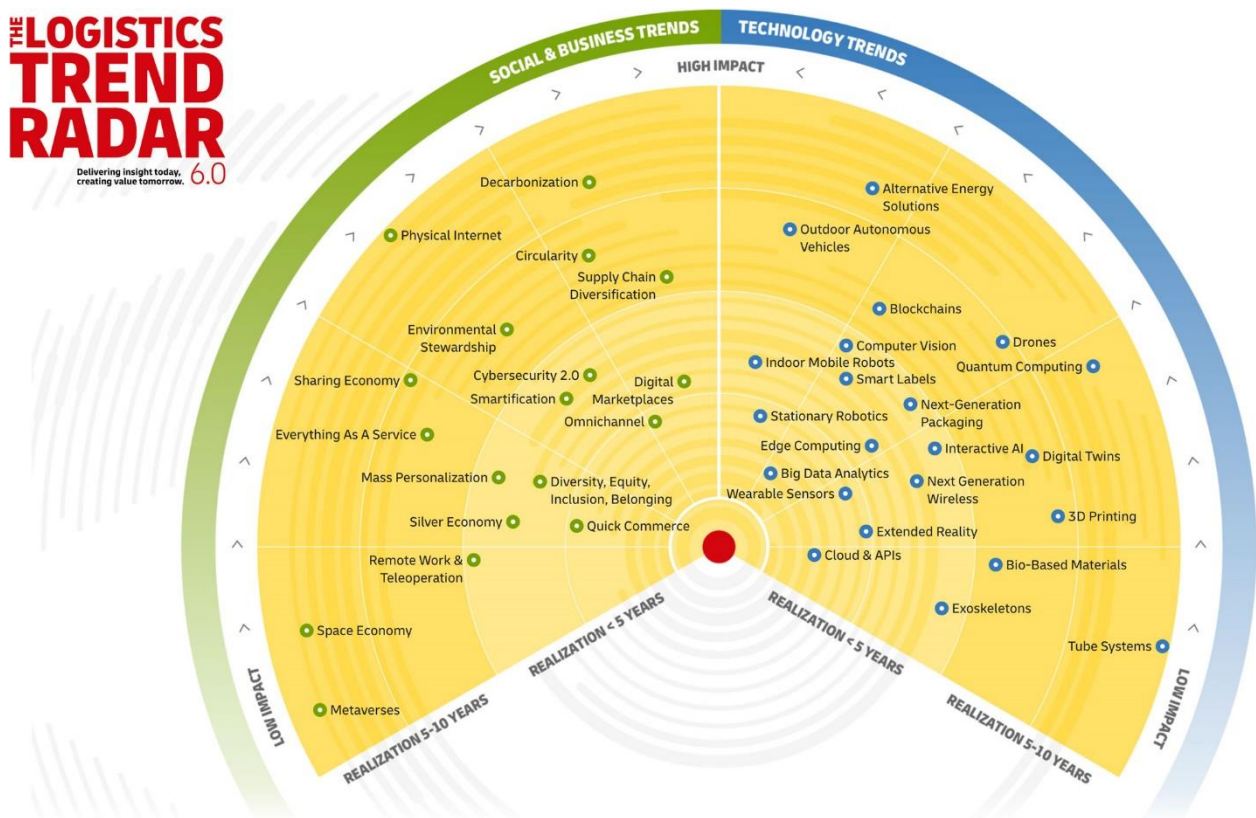 THE LOGISTICS
TREND
RADAR
Delivering insight today,
creating value tomorrow. 6.0
SOCIAL & BUSINESS TRENDS
TECHNOLOGY TRENDS
HIGH IMPACT
Decarbonization
Physical Internet
Circularity
Supply Chain
Diversification
Environmental
Stewardship
Sharing Economy
Cybersecurity 2.0
Smartification
Digital
Marketplaces
Omnichannel
Everything As A Service
Mass Personalization
Diversity, Equity,
Inclusion, Belonging
Silver Economy
Quick Commerce
Remote Work &
Teleoperation
Space Economy
Metaverses
LOW IMPACT
REALIZATION 5-10 YEARS
REALIZATION < 5 YEARS
Alternative Energy
Solutions
Outdoor Autonomous
Vehicles
Blockchains
Computer Vision
Drones
Indoor Mobile Robots
Quantum Computing
Smart Labels
Stationary Robotics
Next-Generation
Packaging
Edge Computing
Interactive AI
Digital Twins
Big Data Analytics
Next Generation
Wireless
Wearable Sensors
3D Printing
Extended Reality
Cloud & APIs
Bio-Based Materials
Exoskeletons
Tube Systems
REALIZATION < 5 YEARS
REALIZATION 5-10 YEARS
LOW IMPACT